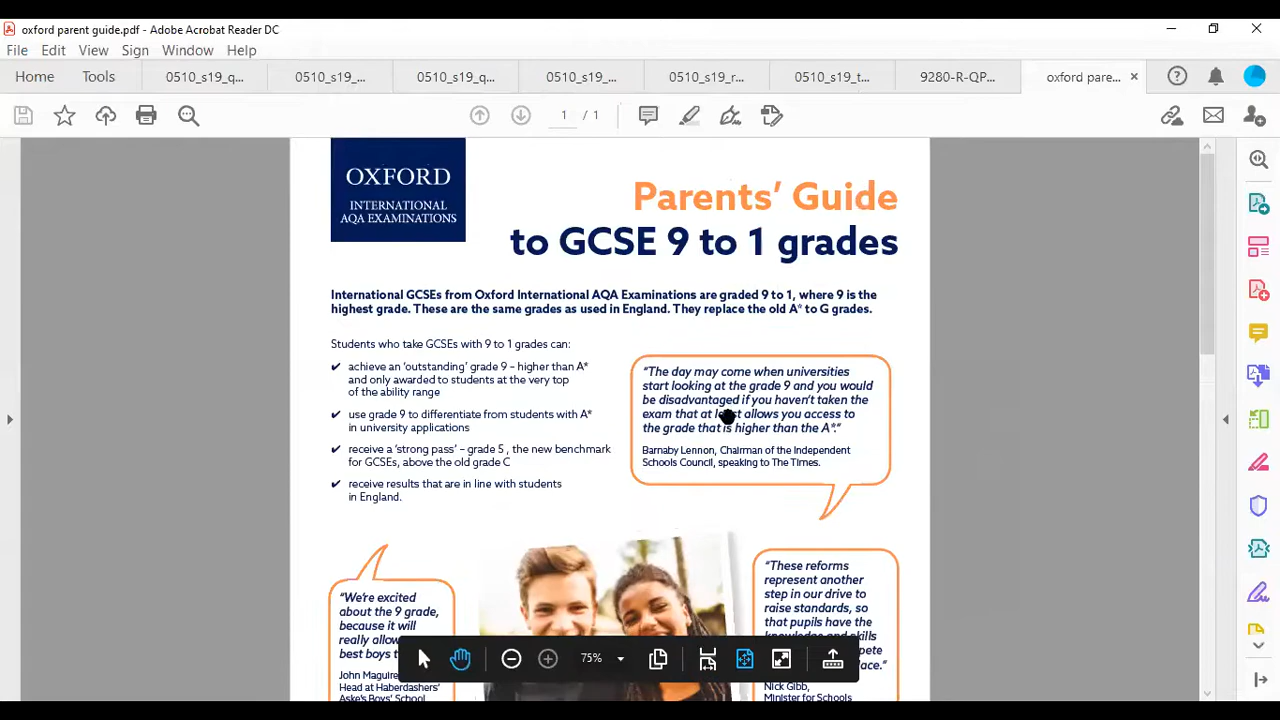 oxford parent guide.pdf - Adobe Acrobat Reader DC
File Edit View Sign Window Help
Home Tools 0510_s19_q... 0510_s19_... 0510_s19_q... 0510_s19_... 0510_s19_r... 0510_s19_t... 9280-R-QP... oxford pare...
1 / 1
OXFORD
INTERNATIONAL
AQA EXAMINATIONS
Parents' Guide
to GCSE 9 to 1 grades
International GCSEs from Oxford International AQA Examinations are graded 9 to 1, where 9 is the
highest grade. These are the same grades as used in England. They replace the old A* to G grades.
Students who take GCSEs with 9 to 1 grades can:
✔ achieve an 'outstanding' grade 9 – higher than A*
and only awarded to students at the very top
of the ability range
✔ use grade 9 to differentiate from students with A*
in university applications
✔ receive a 'strong pass' – grade 5 , the new benchmark
for GCSEs, above the old grade C
✔ receive results that are in line with students
in England.
"The day may come when universities
start looking at the grade 9 and you would
be disadvantaged if you haven't taken the
exam that at least allows you access to
the grade that is higher than the A*."
Barnaby Lennon, Chairman of the Independent
Schools Council, speaking to The Times.
"We're excited
about the 9 grade,
because it will
really allow
best boys
John Maguire
Head at Haberdashers'
Aske's Boys' School
"These reforms
represent another
step in our drive to
raise standards, so
that pupils have the
knowledge and skills
Nick Gibb,
Minister for Schools
75%